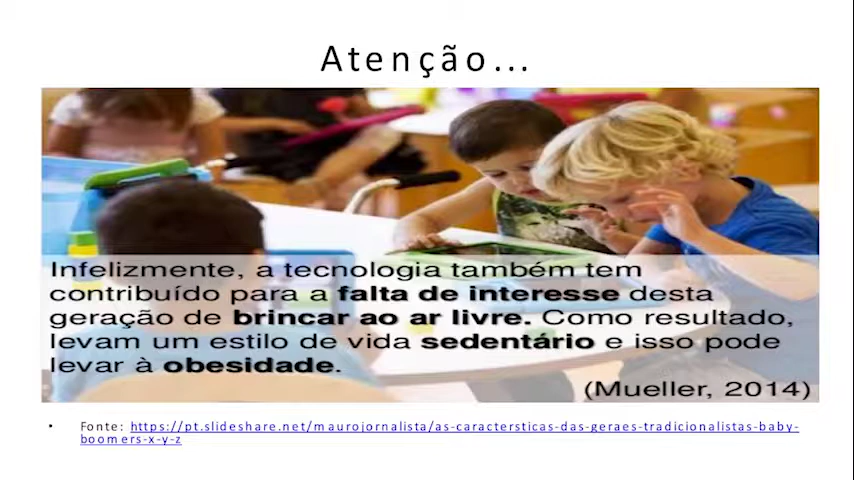 Atenção...
Infelizmente, a tecnologia também tem
contribuído para a falta de interesse desta
geração de brincar ao ar livre. Como resultado,
levam um estilo de vida sedentário e isso pode
levar à obesidade.
(Mueller, 2014)
• Fonte: https://pt.slideshare.net/maurojornalista/as-caractersticas-das-geraes-tradicionalistas-baby-
boomers-x-y-z